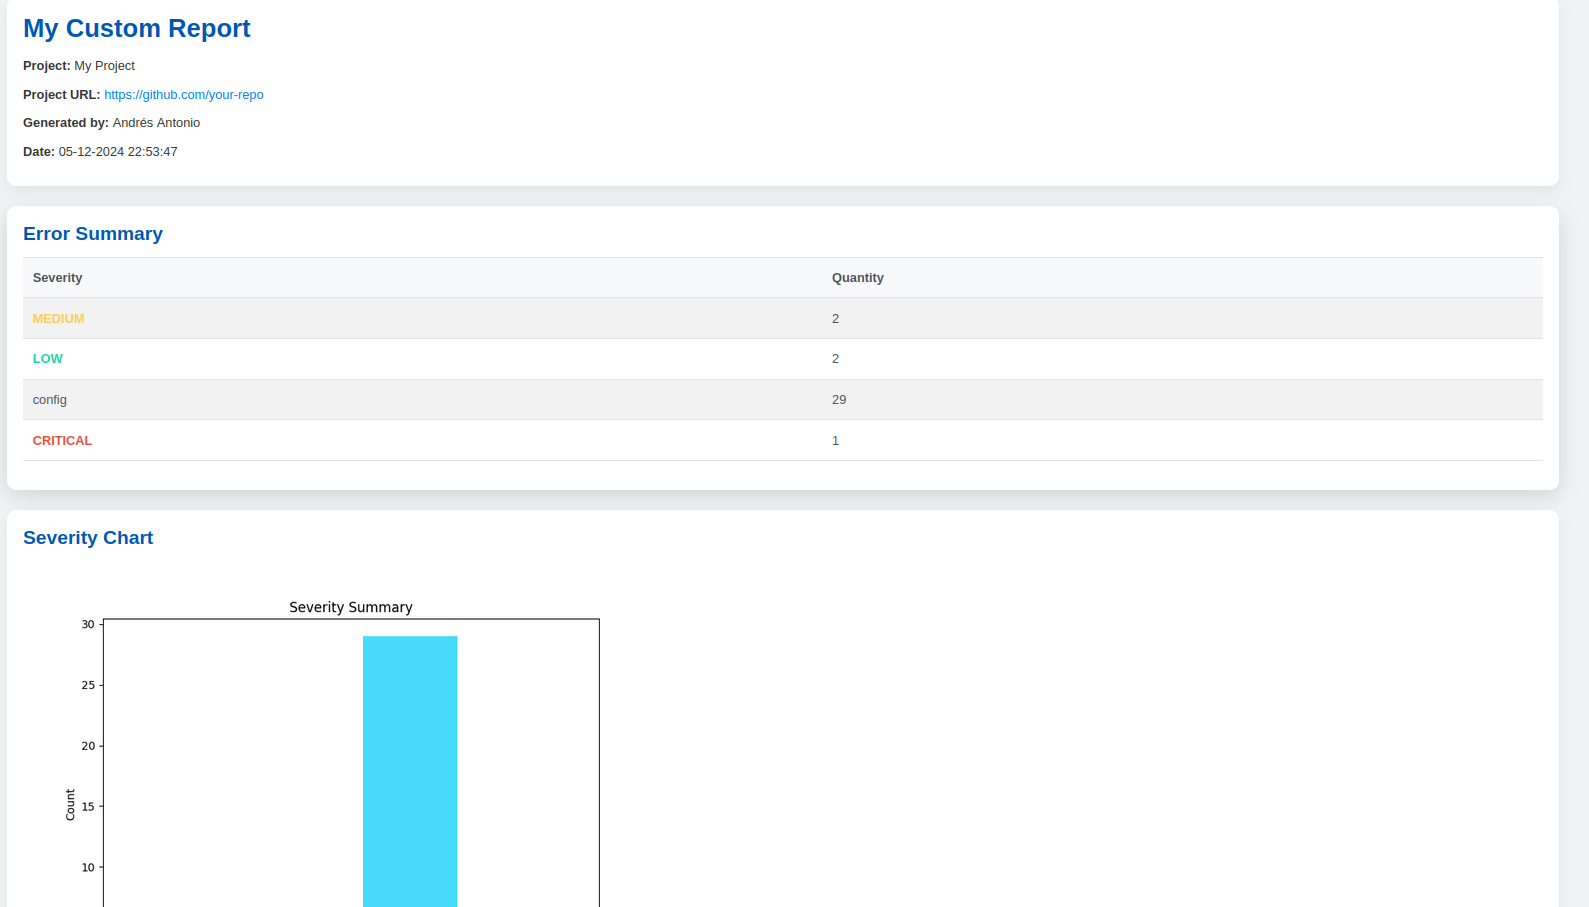 My Custom Report
Project: My Project
Project URL: https://github.com/your-repo
Generated by: Andrés Antonio
Date: 05-12-2024 22:53:47
Error Summary
Severity Quantity
MEDIUM 2
LOW 2
config 29
CRITICAL 1
Severity Chart
Severity Summary
30
25
20
Count
15
10